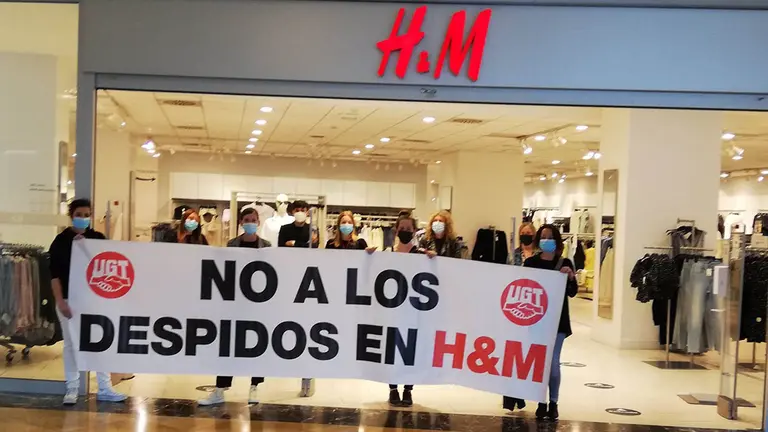 H&M
UGT
NO A LOS
DESPIDOS EN H&M
UGT